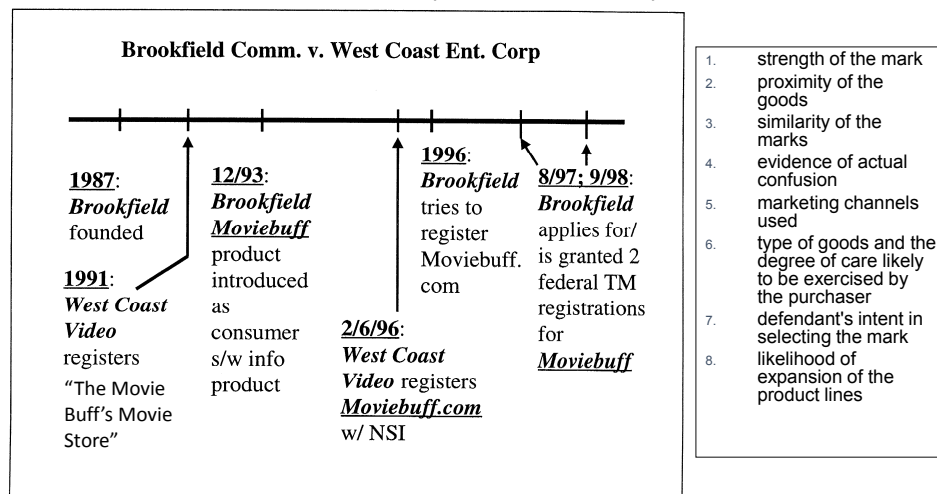 Brookfield Comm. v. West Coast Ent. Corp
1987:
Brookfield
founded
1991:
West Coast
Video
registers
“The Movie
Buff’s Movie
Store”
12/93:
Brookfield
Moviebuff
product
introduced
as
consumer
s/w info
product
2/6/96:
West Coast
Video registers
Moviebuff.com
w/ NSI
1996:
Brookfield
tries to
register
Moviebuff.
com
8/97; 9/98:
Brookfield
applies for/
is granted 2
federal TM
registrations
for
Moviebuff
1. strength of the mark
2. proximity of the
goods
3. similarity of the
marks
4. evidence of actual
confusion
5. marketing channels
used
6. type of goods and the
degree of care likely
to be exercised by
the purchaser
7. defendant's intent in
selecting the mark
8. likelihood of
expansion of the
product lines